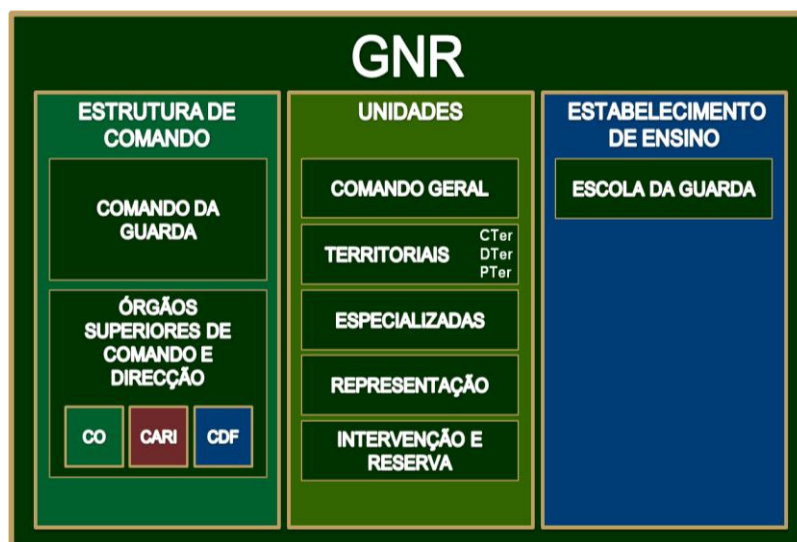 GNR
ESTRUTURA DE
COMANDO
COMANDO DA
GUARDA
ÓRGÃOS
SUPERIORES DE
COMANDO E
DIRECÇÃO
CO
CARI
CDF
UNIDADES
COMANDO GERAL
TERRITORIAIS
CTer
DTer
PTer
ESPECIALIZADAS
REPRESENTAÇÃO
INTERVENÇÃO E
RESERVA
ESTABELECIMENTO
DE ENSINO
ESCOLA DA GUARDA